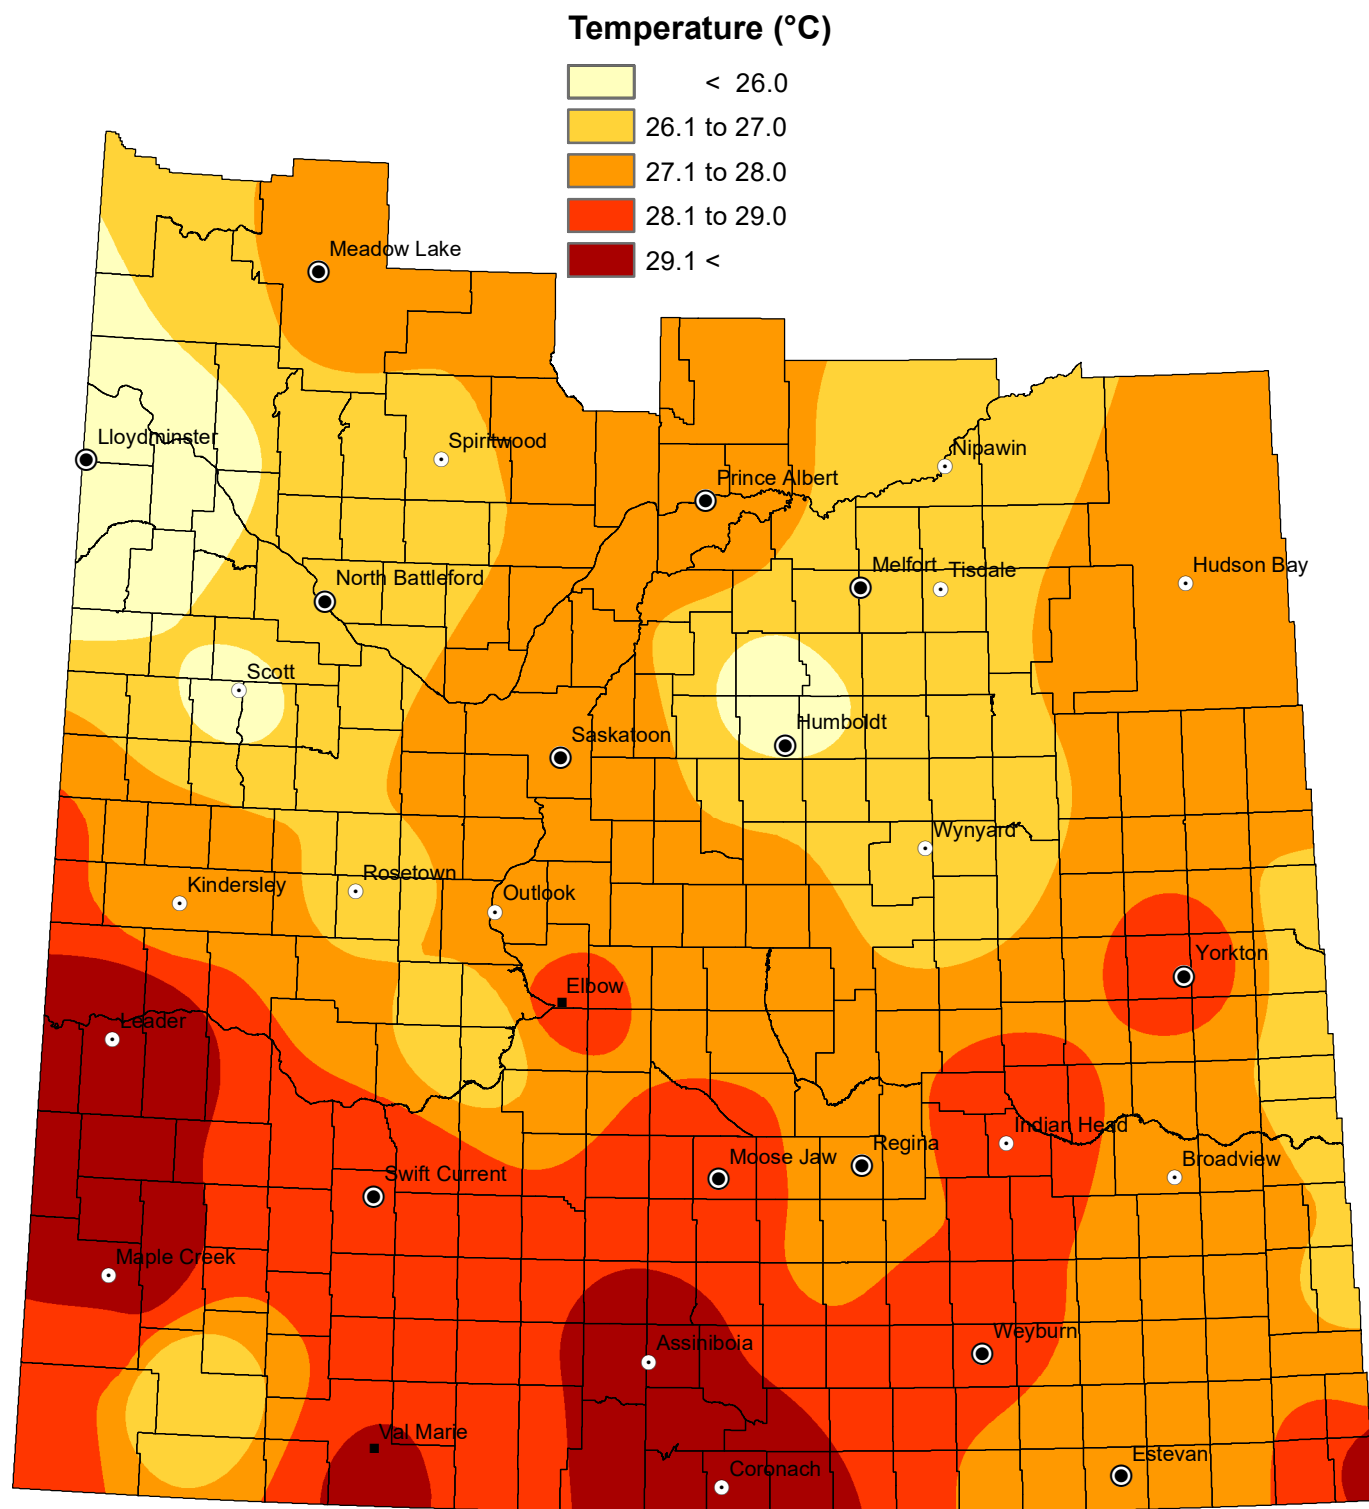 Temperature (°C)
< 26.0
26.1 to 27.0
27.1 to 28.0
28.1 to 29.0
29.1 <
Meadow Lake
Lloydminster
Spiritwood
Nipawin
Prince Albert
Hudson Bay
Melfort
Tisdale
North Battleford
Scott
Humboldt
Saskatoon
Wynyard
Rosetown
Kindersley
Outlook
Yorkton
Elbow
Leader
Indian Head
Regina
Moose Jaw
Broadview
Swift Current
Maple Creek
Weyburn
Assiniboia
Val Marie
Estevan
Coronach